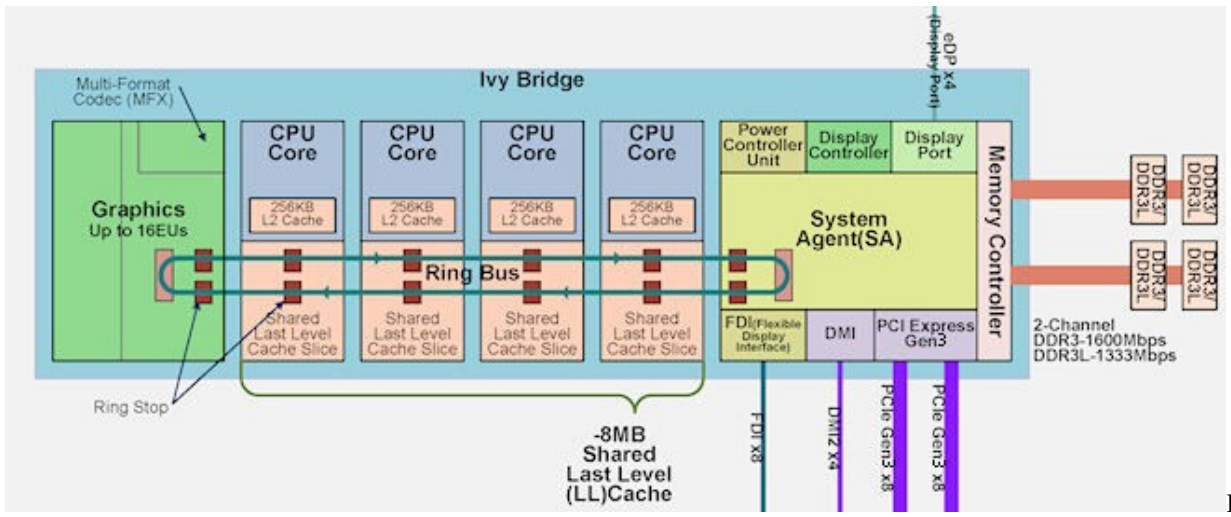 eDP x4
(Display Port)
Ivy Bridge
Multi-Format
Codec (MFX)
Graphics
Up to 16EUs
CPU
Core
256KB
L2 Cache
CPU
Core
256KB
L2 Cache
CPU
Core
256KB
L2 Cache
CPU
Core
256KB
L2 Cache
Power
Controller
Unit
Display
Controller
Display
Port
Memory Controller
System
Agent(SA)
Ring Bus
Shared
Last Level
Cache Slice
Shared
Last Level
Cache Slice
Shared
Last Level
Cache Slice
Shared
Last Level
Cache Slice
FDI(Flexible
Display
Interface)
DMI
PCI Express
Gen3
DDR3/
DDR3L
DDR3/
DDR3L
DDR3/
DDR3L
DDR3/
DDR3L
2-Channel
DDR3-1600Mbps
DDR3L-1333Mbps
Ring Stop
-8MB
Shared
Last Level
(LL)Cache
FDI x8
DMI2 x4
PCIe Gen3 x8
PCIe Gen3 x8